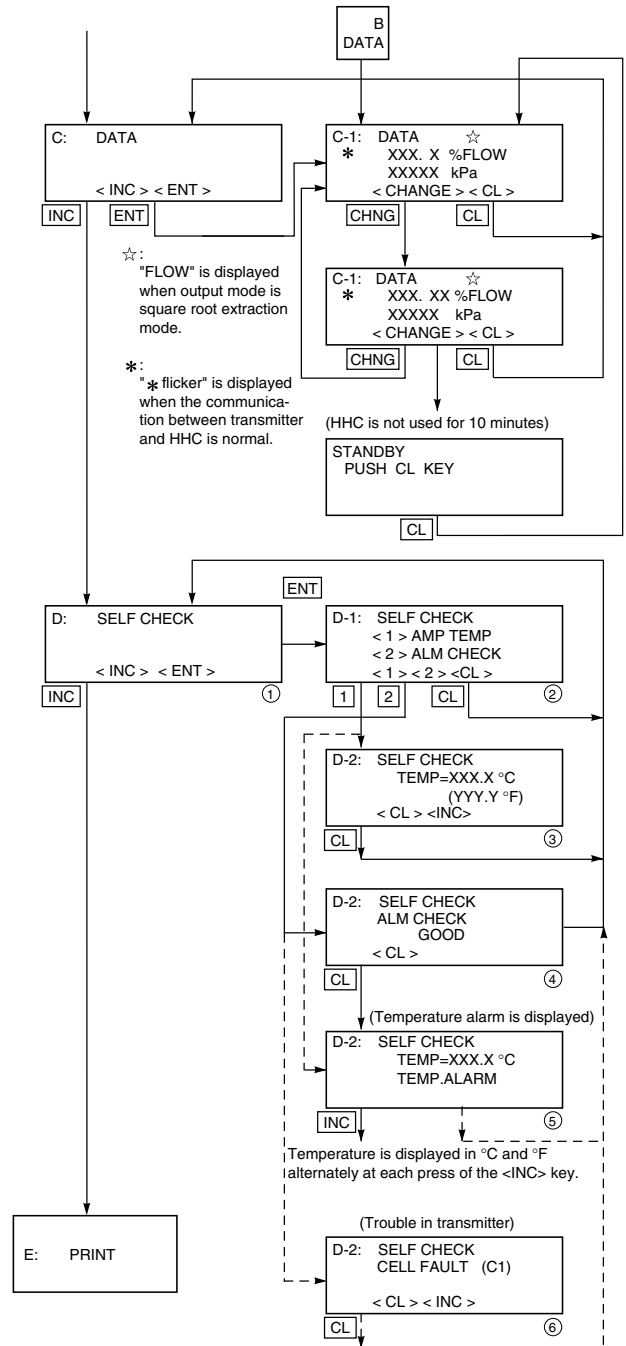 B
DATA
C: DATA
< INC > < ENT >
INC ENT
☆:
"FLOW" is displayed
when output mode is
square root extraction
mode.
*:
"* flicker" is displayed
when the communica-
tion between transmitter
and HHC is normal.
C-1: DATA ☆
* XXX. X %FLOW
XXXXX kPa
< CHANGE > < CL >
CHNG CL
C-1: DATA ☆
* XXX. XX %FLOW
XXXXX kPa
< CHANGE > < CL >
CHNG CL
(HHC is not used for 10 minutes)
STANDBY
PUSH CL KEY
CL
D: SELF CHECK
< INC > < ENT >
①
INC
ENT
D-1: SELF CHECK
< 1 > AMP TEMP
< 2 > ALM CHECK
< 1 > < 2 > <CL >
1 2 CL ②
D-2: SELF CHECK
TEMP=XXX.X °C
(YYY.Y °F)
< CL > <INC>
CL ③
D-2: SELF CHECK
ALM CHECK
GOOD
< CL >
CL ④
(Temperature alarm is displayed)
D-2: SELF CHECK
TEMP=XXX.X °C
TEMP.ALARM
INC ⑤
Temperature is displayed in °C and °F
alternately at each press of the <INC> key.
E: PRINT
(Trouble in transmitter)
D-2: SELF CHECK
CELL FAULT (C1)
< CL > < INC >
CL ⑥